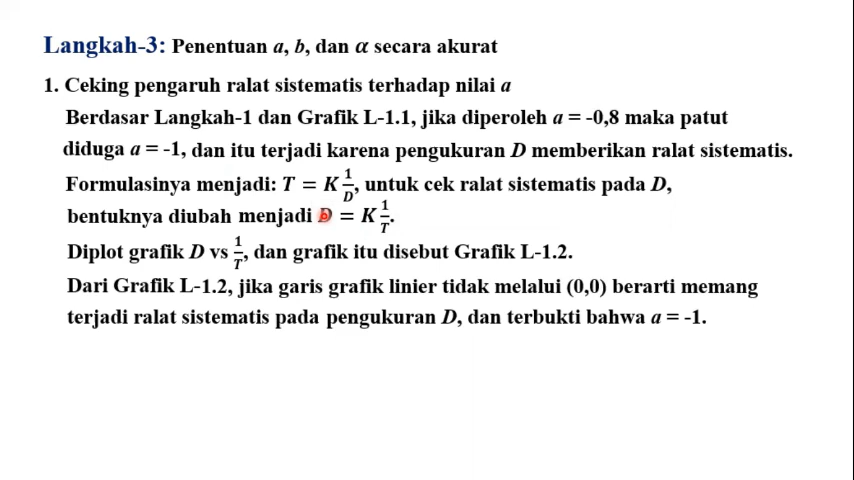 Langkah-3: Penentuan a, b, dan α secara akurat
1. Ceking pengaruh ralat sistematis terhadap nilai a
Berdasar Langkah-1 dan Grafik L-1.1, jika diperoleh a = -0,8 maka patut
diduga a = -1, dan itu terjadi karena pengukuran D memberikan ralat sistematis.
Formulasinya menjadi: T = K 1/D, untuk cek ralat sistematis pada D,
bentuknya diubah menjadi D = K 1/T.
Diplot grafik D vs 1/T, dan grafik itu disebut Grafik L-1.2.
Dari Grafik L-1.2, jika garis grafik linier tidak melalui (0,0) berarti memang
terjadi ralat sistematis pada pengukuran D, dan terbukti bahwa a = -1.